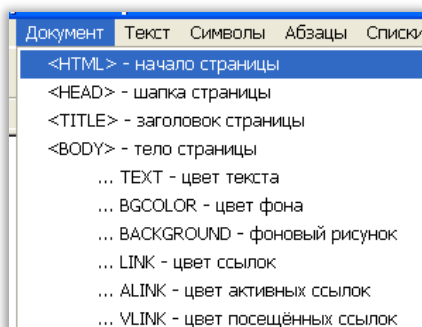 Документ Текст Символы Абзацы Списки
<HTML> - начало страницы
<HEAD> - шапка страницы
<TITLE> - заголовок страницы
<BODY> - тело страницы
... TEXT - цвет текста
... BGCOLOR - цвет фона
... BACKGROUND - фоновый рисунок
... LINK - цвет ссылок
... ALINK - цвет активных ссылок
... VLINK - цвет посещённых ссылок